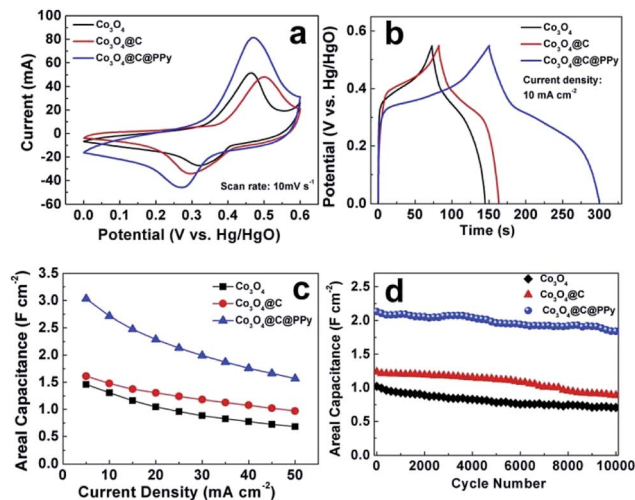 a
Co₃O₄
Co₃O₄@C
Co₃O₄@C@PPy
Scan rate: 10mV s⁻¹
Current (mA)
100
80
60
40
20
0
-20
-40
-60
0.0 0.1 0.2 0.3 0.4 0.5 0.6
Potential (V vs. Hg/HgO)
b
Co₃O₄
Co₃O₄@C
Co₃O₄@C@PPy
Current density:
10 mA cm⁻²
Potential (V vs. Hg/HgO)
0.6
0.4
0.2
0.0
0 50 100 150 200 250 300
Time (s)
c
Co₃O₄
Co₃O₄@C
Co₃O₄@C@PPy
Areal Capacitance (F cm⁻²)
3.5
3.0
2.5
2.0
1.5
1.0
0.5
0.0
0 10 20 30 40 50
Current Density (mA cm⁻²)
d
Co₃O₄
Co₃O₄@C
Co₃O₄@C@PPy
Areal Capacitance (F cm⁻²)
3.0
2.5
2.0
1.5
1.0
0.5
0.0
0 2000 4000 6000 8000 10000
Cycle Number